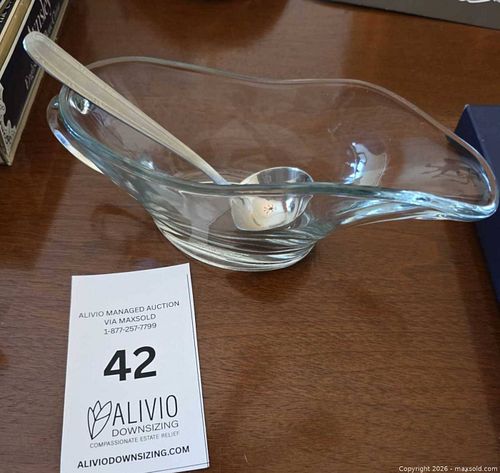 ALIVIO MANAGED AUCTION
VIA MAXSOLD
1-877-257-7799
42
ALIVIO
DOWNSIZING
COMPASSIONATE ESTATE RELIEF
ALIVIODOWNSIZING.COM
Copyright 2026 - maxsold.com